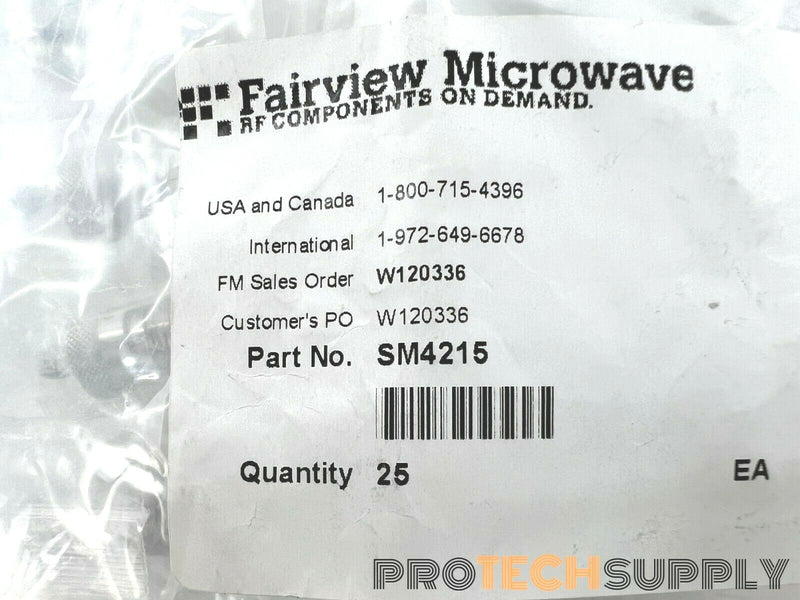 Fairview Microwave
RF COMPONENTS ON DEMAND.
USA and Canada 1-800-715-4396
International 1-972-649-6678
FM Sales Order W120336
Customer's PO W120336
Part No. SM4215
Quantity 25 EA
PROTECHSUPPLY